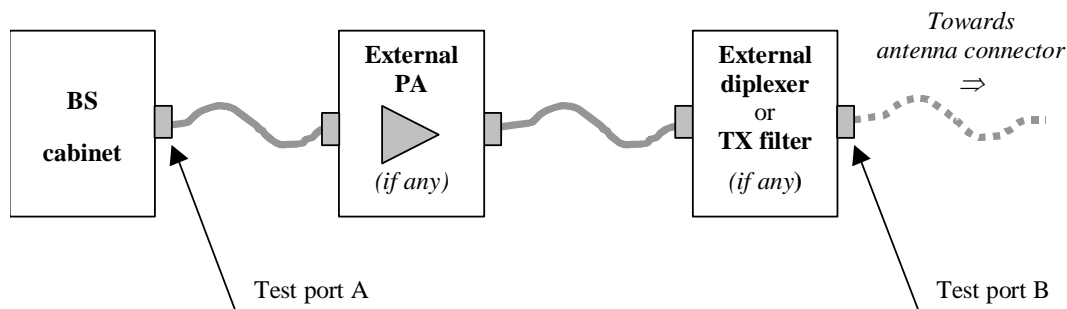 BS
cabinet
External
PA
(if any)
External
diplexer
or
TX filter
(if any)
Towards
antenna connector
⇒
Test port A
Test port B